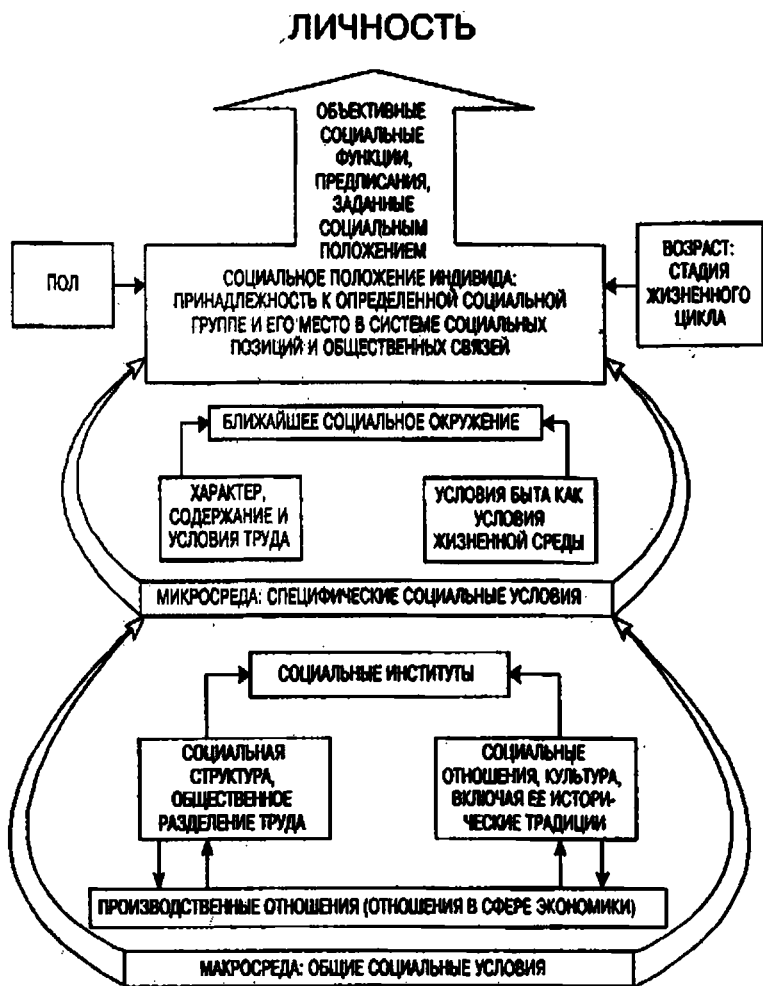 ЛИЧНОСТЬ
ОБЪЕКТИВНЫЕ
СОЦИАЛЬНЫЕ
ФУНКЦИИ,
ПРЕДПИСАНИЯ,
ЗАДАННЫЕ
СОЦИАЛЬНЫМ
ПОЛОЖЕНИЕМ
ПОЛ
СОЦИАЛЬНОЕ ПОЛОЖЕНИЕ ИНДИВИДА:
ПРИНАДЛЕЖНОСТЬ К ОПРЕДЕЛЕННОЙ СОЦИАЛЬНОЙ
ГРУППЕ И ЕГО МЕСТО В СИСТЕМЕ СОЦИАЛЬНЫХ
ПОЗИЦИЙ И ОБЩЕСТВЕННЫХ СВЯЗЕЙ
ВОЗРАСТ:
СТАДИЯ
ЖИЗНЕННОГО
ЦИКЛА
БЛИЖАЙШЕЕ СОЦИАЛЬНОЕ ОКРУЖЕНИЕ
ХАРАКТЕР,
СОДЕРЖАНИЕ И
УСЛОВИЯ ТРУДА
УСЛОВИЯ БЫТА КАК
УСЛОВИЯ
ЖИЗНЕННОЙ СРЕДЫ
МИКРОСРЕДА: СПЕЦИФИЧЕСКИЕ СОЦИАЛЬНЫЕ УСЛОВИЯ
СОЦИАЛЬНЫЕ ИНСТИТУТЫ
СОЦИАЛЬНАЯ
СТРУКТУРА,
ОБЩЕСТВЕННОЕ
РАЗДЕЛЕНИЕ ТРУДА
СОЦИАЛЬНЫЕ
ОТНОШЕНИЯ, КУЛЬТУРА,
ВКЛЮЧАЯ ЕЕ ИСТОРИ-
ЧЕСКИЕ ТРАДИЦИИ
ПРОИЗВОДСТВЕННЫЕ ОТНОШЕНИЯ (ОТНОШЕНИЯ В СФЕРЕ ЭКОНОМИКИ)
МАКРОСРЕДА: ОБЩИЕ СОЦИАЛЬНЫЕ УСЛОВИЯ